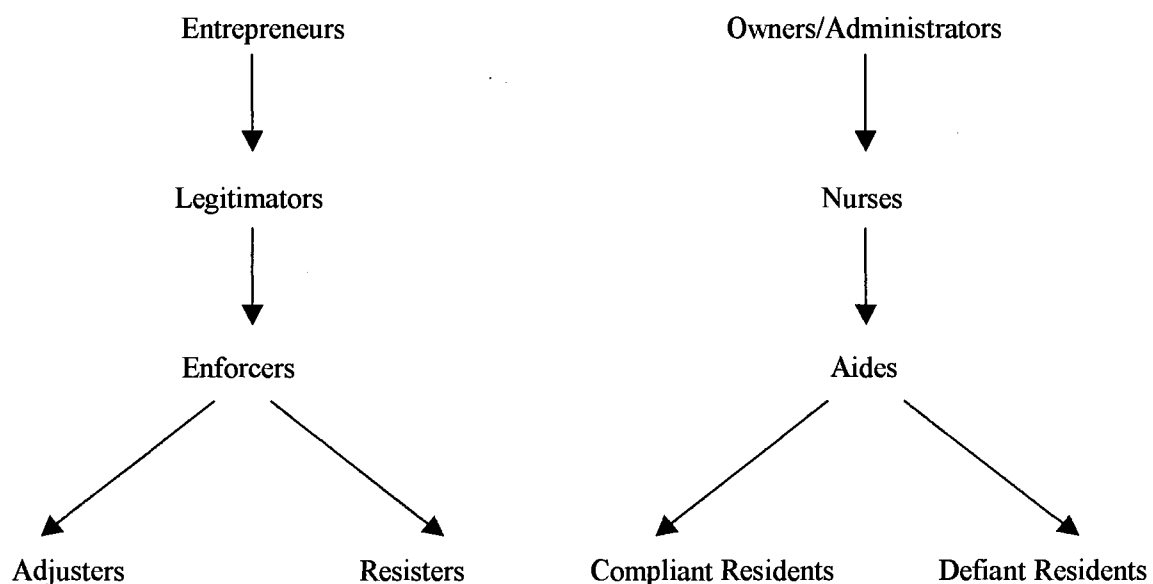 Entrepreneurs
Legitimators
Enforcers
Adjusters
Resisters
Owners/Administrators
Nurses
Aides
Compliant Residents
Defiant Residents